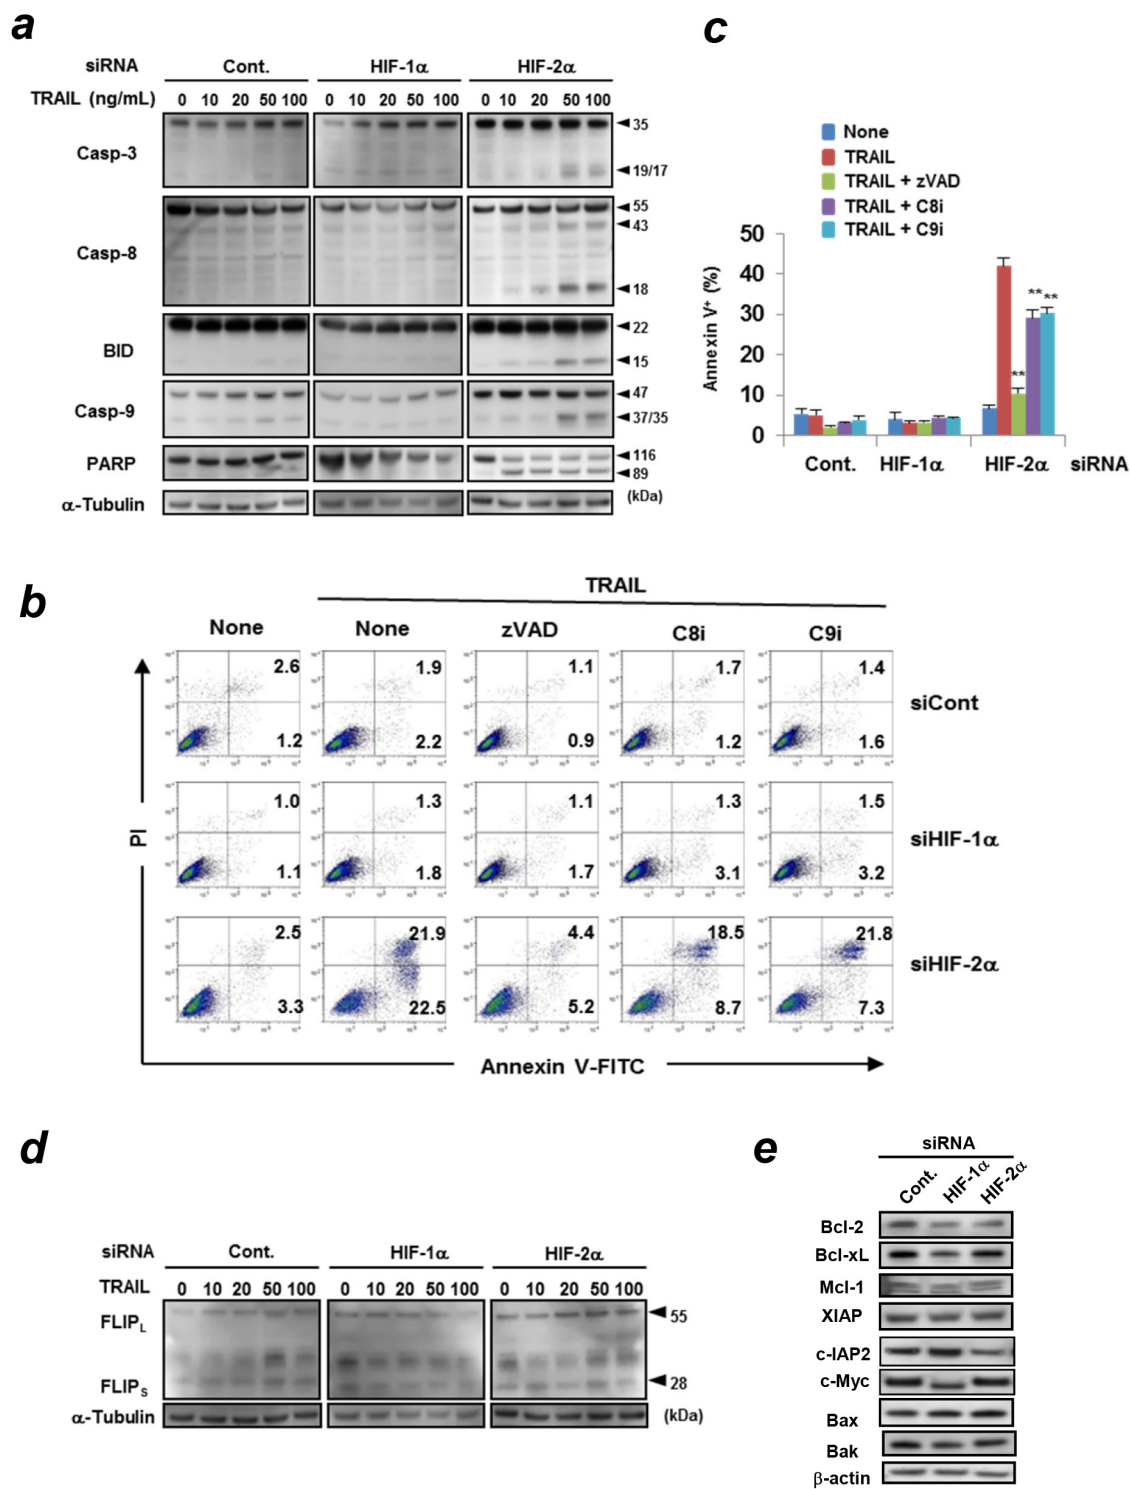 a
siRNA Cont. HIF-1α HIF-2α
TRAIL (ng/mL) 0 10 20 50 100 0 10 20 50 100 0 10 20 50 100
35
Casp-3
19/17
55
43
Casp-8
18
22
BID
15
47
Casp-9
37/35
116
PARP
89
(kDa)
α-Tubulin
c
None
TRAIL
TRAIL + zVAD
TRAIL + C8i
TRAIL + C9i
Annexin V+ (%)
50
40
30
20
10
0
**
**
**
Cont. HIF-1α HIF-2α siRNA
b
TRAIL
None None zVAD C8i C9i
2.6 1.9 1.1 1.7 1.4
siCont
1.2 2.2 0.9 1.2 1.6
1.0 1.3 1.1 1.3 1.5
siHIF-1α
1.1 1.8 1.7 3.1 3.2
2.5 21.9 4.4 18.5 21.8
siHIF-2α
3.3 22.5 5.2 8.7 7.3
PI
Annexin V-FITC
d
siRNA Cont. HIF-1α HIF-2α
TRAIL 0 10 20 50 100 0 10 20 50 100 0 10 20 50 100
FLIPL 55
FLIPS 28
α-Tubulin (kDa)
e
siRNA
Cont. HIF-1α HIF-2α
Bcl-2
Bcl-xL
Mcl-1
XIAP
c-IAP2
c-Myc
Bax
Bak
β-actin